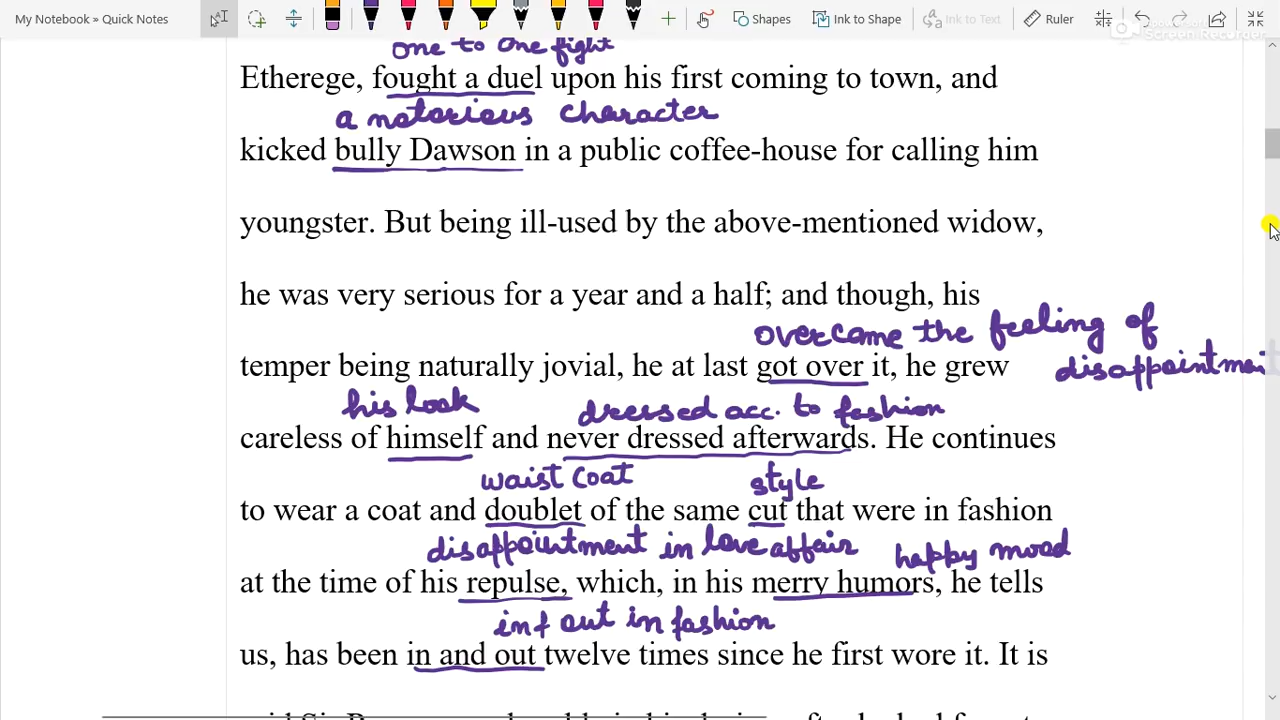 My Notebook » Quick Notes
Shapes Ink to Shape Ink to Text Ruler
Screen Recorder
one to one fight
Etherege, fought a duel upon his first coming to town, and
a notorious character
kicked bully Dawson in a public coffee-house for calling him
youngster. But being ill-used by the above-mentioned widow,
he was very serious for a year and a half; and though, his
overcame the feeling of
disappointment
temper being naturally jovial, he at last got over it, he grew
his look dressed acc. to fashion
careless of himself and never dressed afterwards. He continues
waist coat style
to wear a coat and doublet of the same cut that were in fashion
disappointment in love affair happy mood
at the time of his repulse, which, in his merry humors, he tells
in & out in fashion
us, has been in and out twelve times since he first wore it. It is